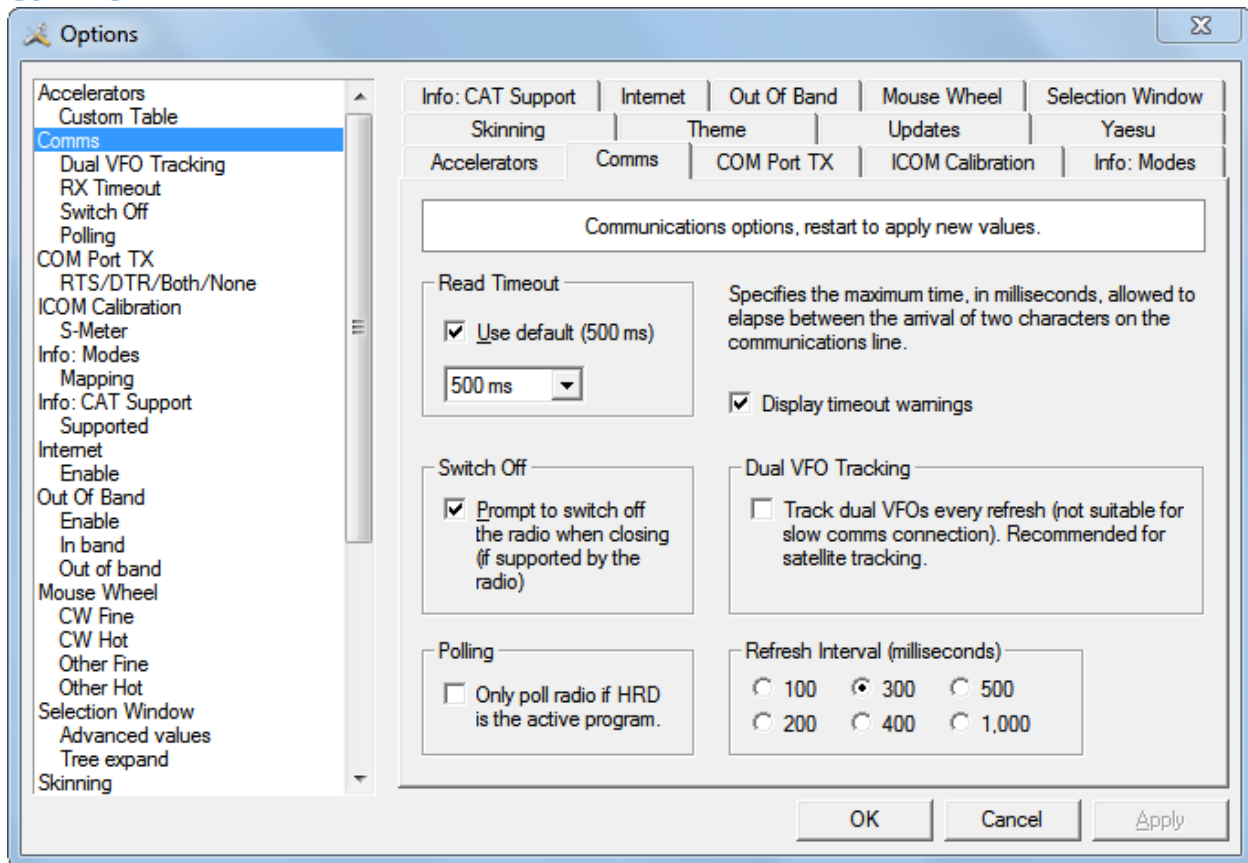 Options
Accelerators
Custom Table
Comms
Dual VFO Tracking
RX Timeout
Switch Off
Polling
COM Port TX
RTS/DTR/Both/None
ICOM Calibration
S-Meter
Info: Modes
Mapping
Info: CAT Support
Supported
Internet
Enable
Out Of Band
Enable
In band
Out of band
Mouse Wheel
CW Fine
CW Hot
Other Fine
Other Hot
Selection Window
Advanced values
Tree expand
Skinning
Info: CAT Support Internet Out Of Band Mouse Wheel Selection Window
Skinning Theme Updates Yaesu
Accelerators Comms COM Port TX ICOM Calibration Info: Modes
Communications options, restart to apply new values.
Read Timeout
Use default (500 ms)
500 ms
Specifies the maximum time, in milliseconds, allowed to
elapse between the arrival of two characters on the
communications line.
Display timeout warnings
Switch Off
Prompt to switch off
the radio when closing
(if supported by the
radio)
Dual VFO Tracking
Track dual VFOs every refresh (not suitable for
slow comms connection). Recommended for
satellite tracking.
Polling
Only poll radio if HRD
is the active program.
Refresh Interval (milliseconds)
100 300 500
200 400 1,000
OK Cancel Apply